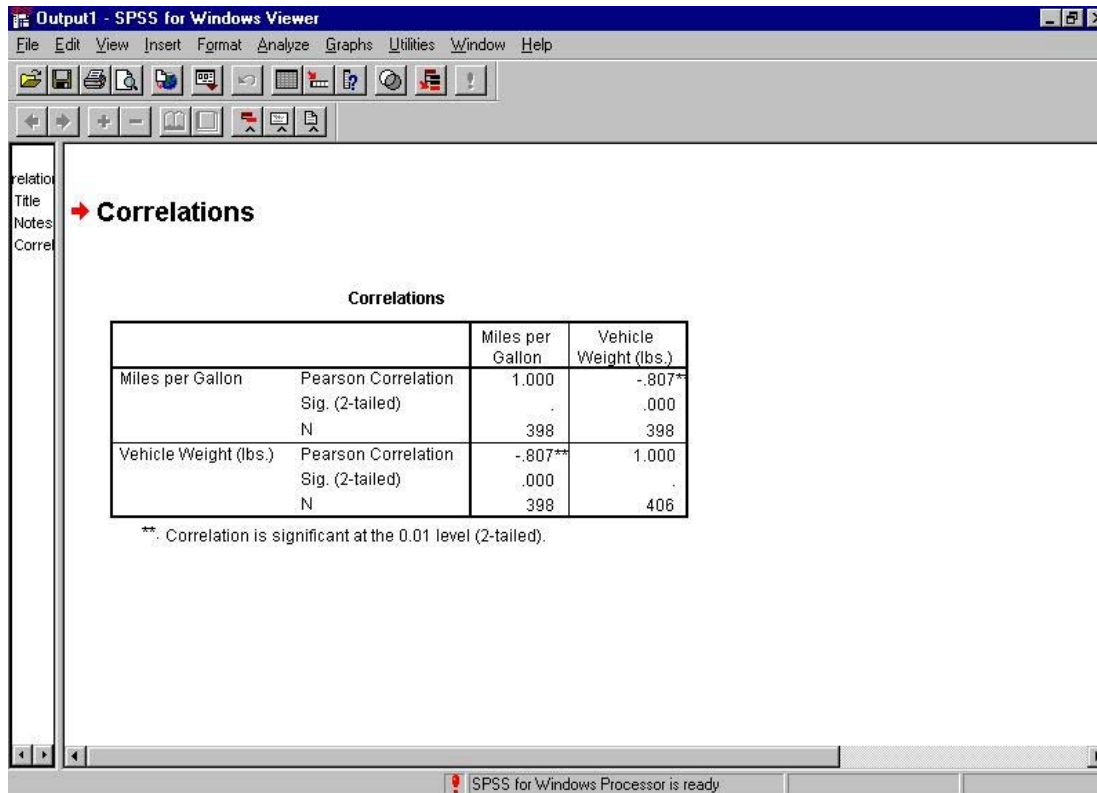 Output1 - SPSS for Windows Viewer
File Edit View Insert Format Analyze Graphs Utilities Window Help
relation
Title
Notes
Correl
Correlations
Correlations
Miles per Gallon Vehicle Weight (lbs.)
Miles per Gallon Pearson Correlation 1.000 -.807**
Sig. (2-tailed) . .000
N 398 398
Vehicle Weight (lbs.) Pearson Correlation -.807** 1.000
Sig. (2-tailed) .000 .
N 398 406
**. Correlation is significant at the 0.01 level (2-tailed).
SPSS for Windows Processor is ready